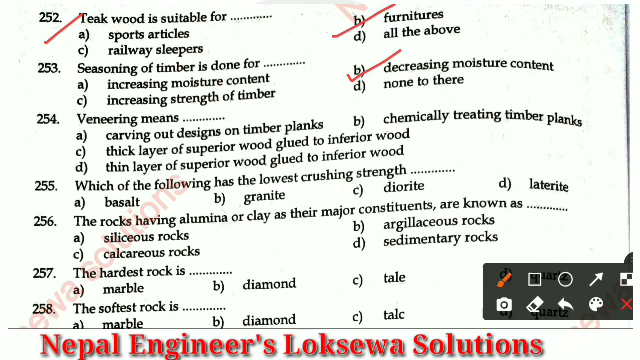 252. Teak wood is suitable for .............
a) sports articles b) furnitures
c) railway sleepers d) all the above
253. Seasoning of timber is done for .............
a) increasing moisture content b) decreasing moisture content
c) increasing strength of timber d) none to there
254. Veneering means .............
a) carving out designs on timber planks b) chemically treating timber planks
c) thick layer of superior wood glued to inferior wood
d) thin layer of superior wood glued to inferior wood
255. Which of the following has the lowest crushing strength .............
a) basalt b) granite c) diorite d) laterite
256. The rocks having alumina or clay as their major constituents, are known as .............
a) siliceous rocks b) argillaceous rocks
c) calcareous rocks d) sedimentary rocks
257. The hardest rock is .............
a) marble b) diamond c) tale d) quartz
258. The softest rock is .............
a) marble b) diamond c) talc d) quartz
Nepal Engineer's Loksewa Solutions